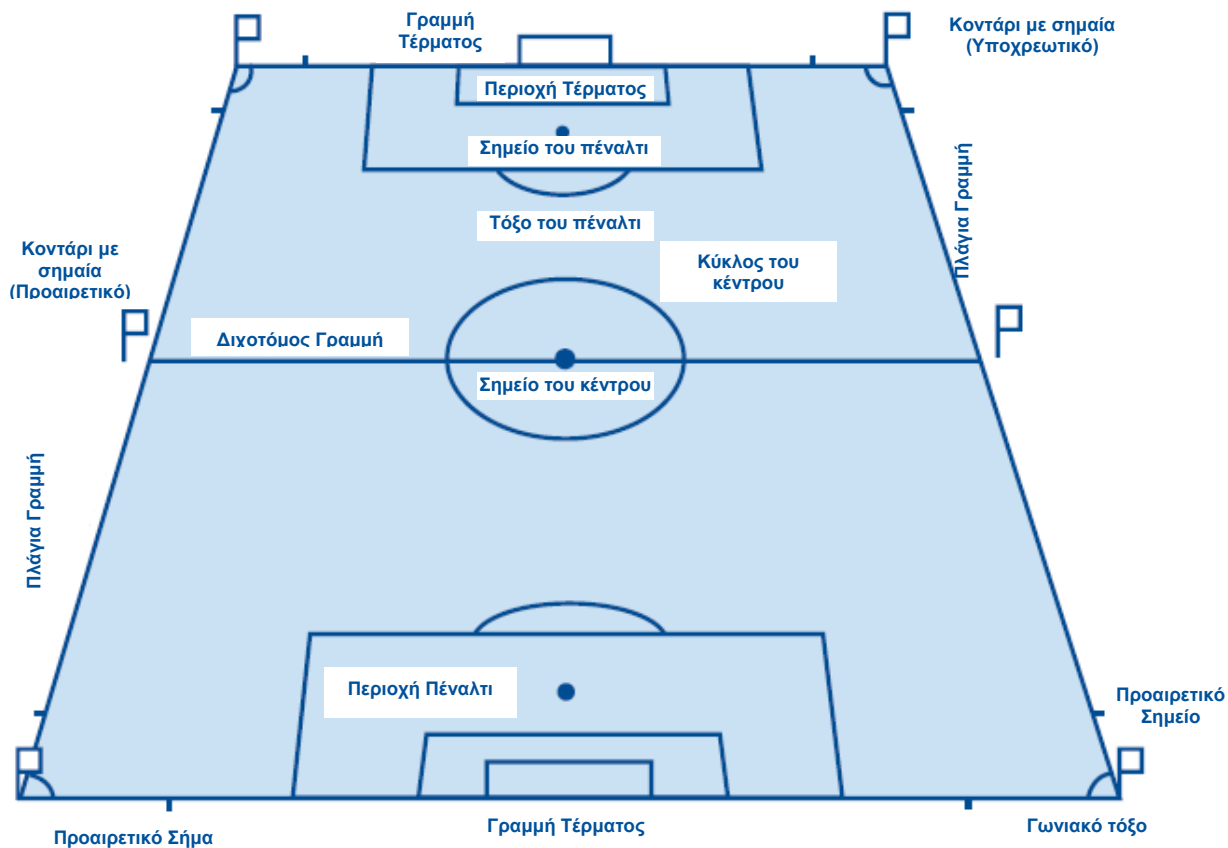 Γραμμή
Τέρματος
Κοντάρι με σημαία
(Υποχρεωτικό)
Περιοχή Τέρματος
Σημείο του πέναλτι
Τόξο του πέναλτι
Πλάγια Γραμμή
Κοντάρι με
σημαία
(Προαιρετικό)
Κύκλος του
κέντρου
Διχοτόμος Γραμμή
Σημείο του κέντρου
Πλάγια Γραμμή
Περιοχή Πέναλτι
Προαιρετικό
Σημείο
Προαιρετικό Σήμα
Γραμμή Τέρματος
Γωνιακό τόξο